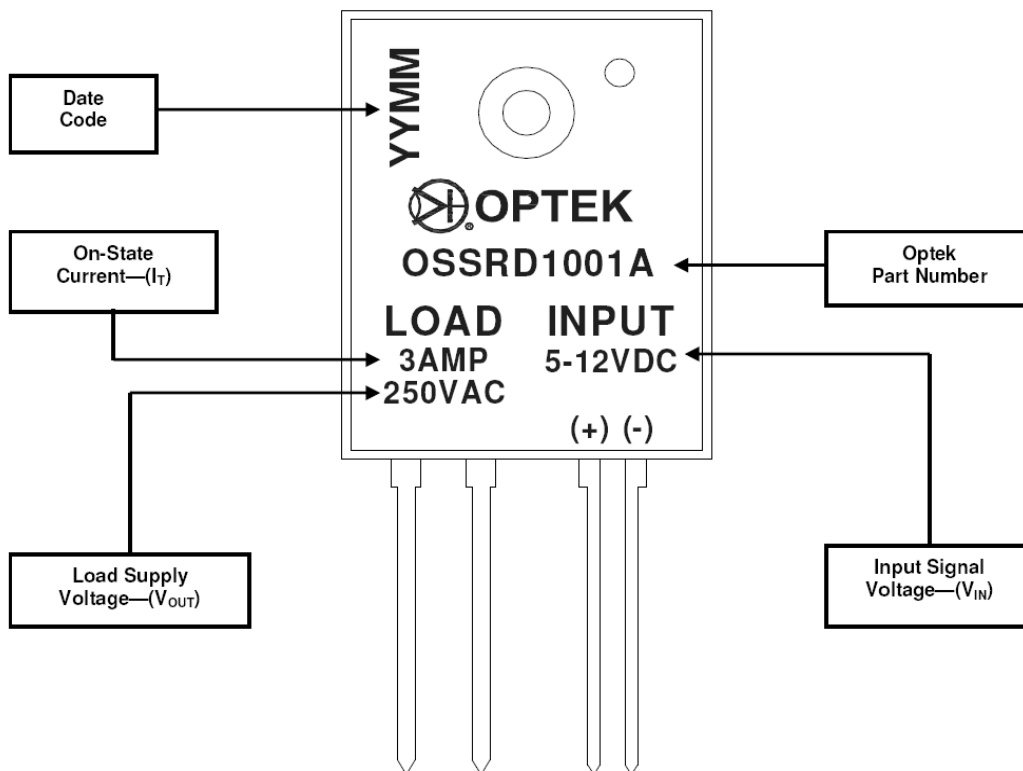 YYMM
Date
Code
® OPTEK
On-State
Current—(IT)
OSSRD1001A
Optek
Part Number
LOAD INPUT
3AMP 5-12VDC
250VAC
(+) (-)
Load Supply
Voltage—(VOUT)
Input Signal
Voltage—(VIN)